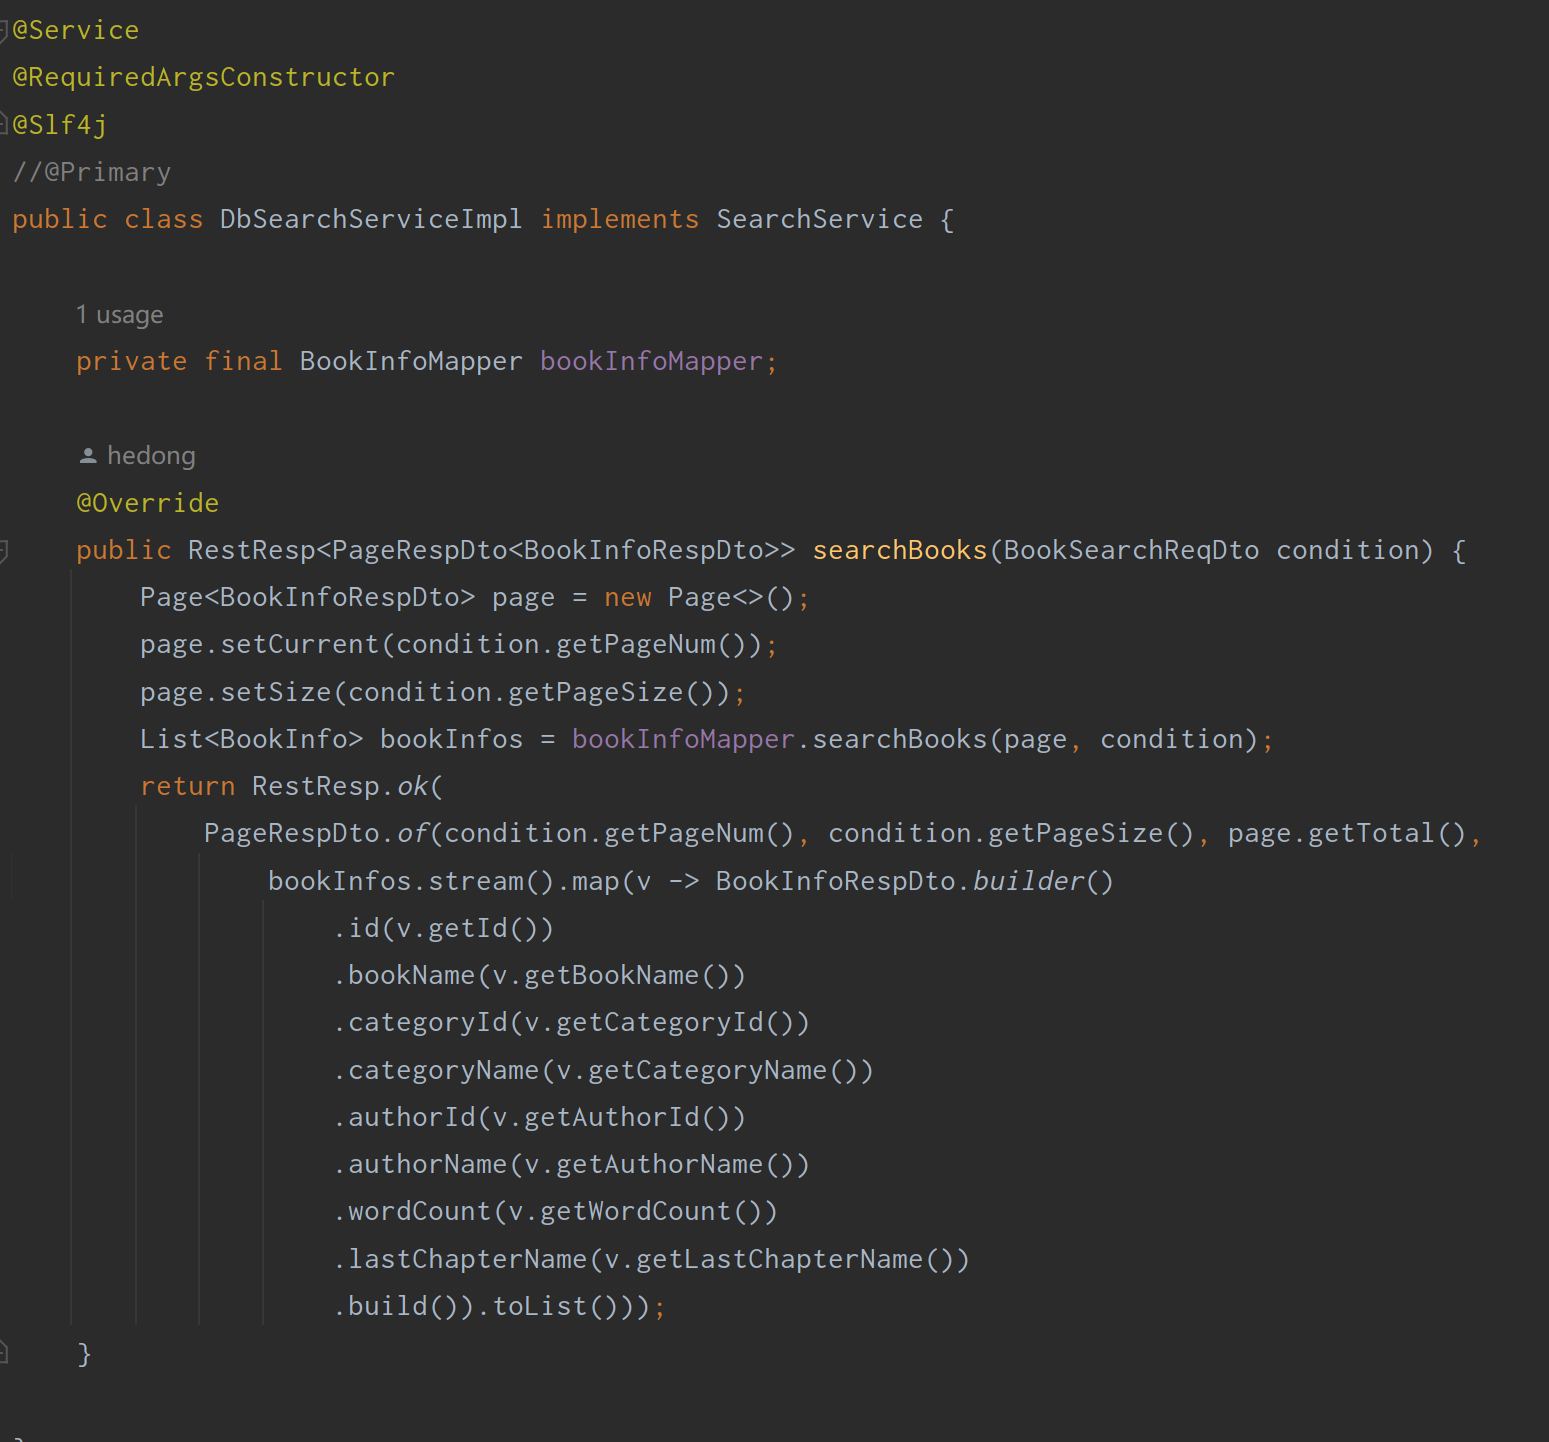 @Service
@RequiredArgsConstructor
@Slf4j
//@Primary
public class DbSearchServiceImpl implements SearchService {
1 usage
private final BookInfoMapper bookInfoMapper;
hedong
@Override
public RestResp<PageRespDto<BookInfoRespDto>> searchBooks(BookSearchReqDto condition) {
Page<BookInfoRespDto> page = new Page<>();
page.setCurrent(condition.getPageNum());
page.setSize(condition.getPageSize());
List<BookInfo> bookInfos = bookInfoMapper.searchBooks(page, condition);
return RestResp.ok(
PageRespDto.of(condition.getPageNum(), condition.getPageSize(), page.getTotal(),
bookInfos.stream().map(v -> BookInfoRespDto.builder()
.id(v.getId())
.bookName(v.getBookName())
.categoryId(v.getCategoryId())
.categoryName(v.getCategoryName())
.authorId(v.getAuthorId())
.authorName(v.getAuthorName())
.wordCount(v.getWordCount())
.lastChapterName(v.getLastChapterName())
.build()).toList()));
}